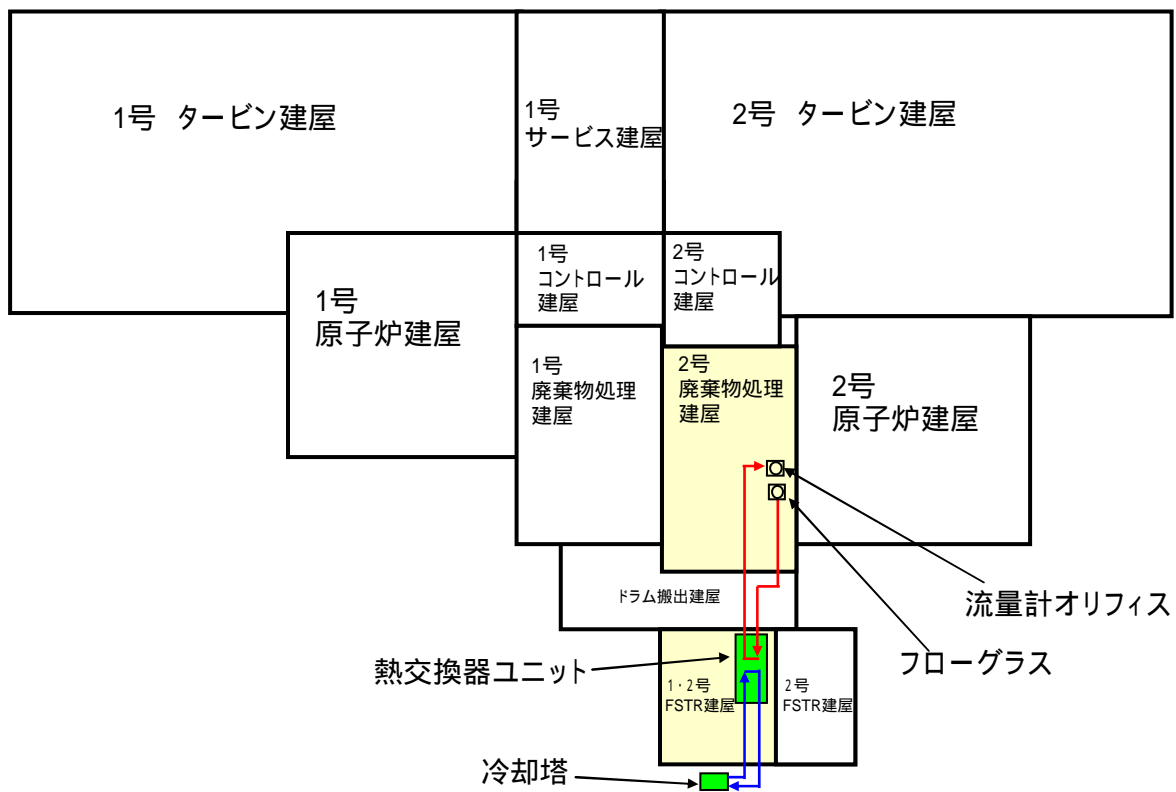 1号 タービン建屋
1号
サービス建屋
2号 タービン建屋
1号
原子炉建屋
1号
コントロール
建屋
2号
コントロール
建屋
1号
廃棄物処理
建屋
2号
廃棄物処理
建屋
2号
原子炉建屋
ドラム搬出建屋
流量計オリフィス
フローグラス
熱交換器ユニット
1・2号
FSTR建屋
2号
FSTR建屋
冷却塔